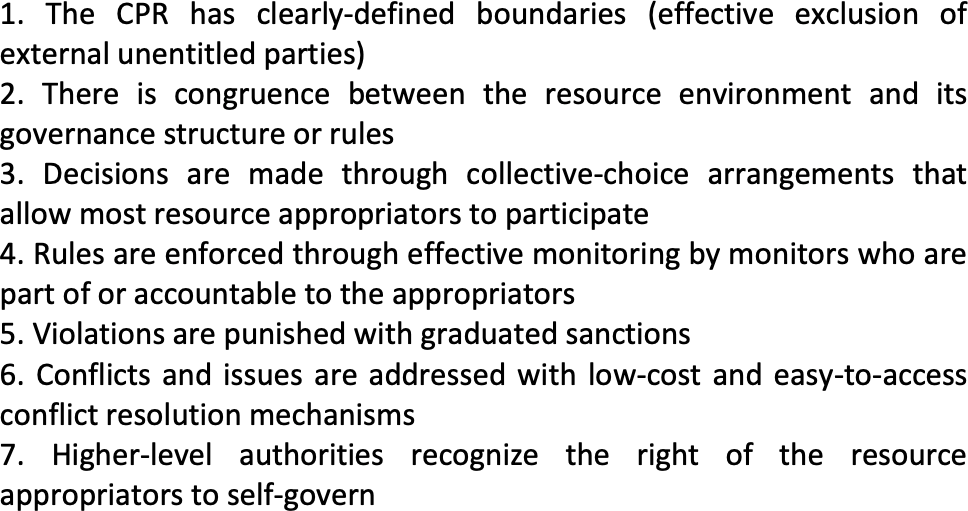 1. The CPR has clearly-defined boundaries (effective exclusion of
external unentitled parties)
2. There is congruence between the resource environment and its
governance structure or rules
3. Decisions are made through collective-choice arrangements that
allow most resource appropriators to participate
4. Rules are enforced through effective monitoring by monitors who are
part of or accountable to the appropriators
5. Violations are punished with graduated sanctions
6. Conflicts and issues are addressed with low-cost and easy-to-access
conflict resolution mechanisms
7. Higher-level authorities recognize the right of the resource
appropriators to self-govern